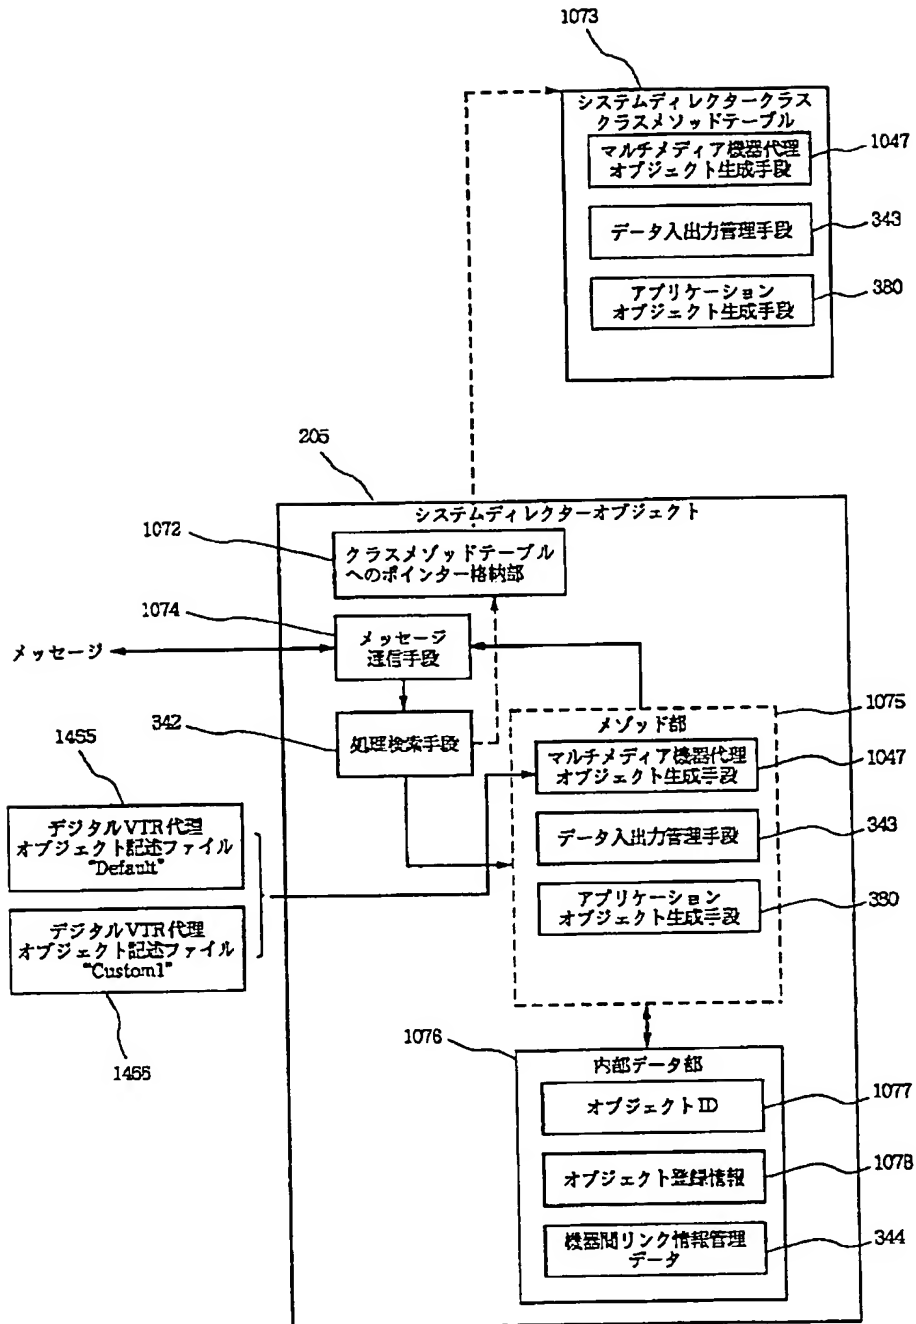 1073
システムディレクタークラス
クラスメソッドテーブル
マルチメディア機器代理
オブジェクト生成手段
1047
データ入出力管理手段
343
アプリケーション
オブジェクト生成手段
380
205
システムディレクターオブジェクト
1072
クラスメゾッドテーブル
へのポインター格納部
1074
メッセージ
メッセージ
通信手段
342
処理検索手段
1075
メゾッド部
マルチメディア機器代理
オブジェクト生成手段
1047
データ入出力管理手段
343
アプリケーション
オブジェクト生成手段
380
1455
デジタルVTR代理
オブジェクト記述ファイル
"Default"
デジタルVTR代理
オブジェクト記述ファイル
"Custom1"
1455
1076
内部データ部
オブジェクトID
1077
オブジェクト登録情報
1078
機器間リンク情報管理
データ
344